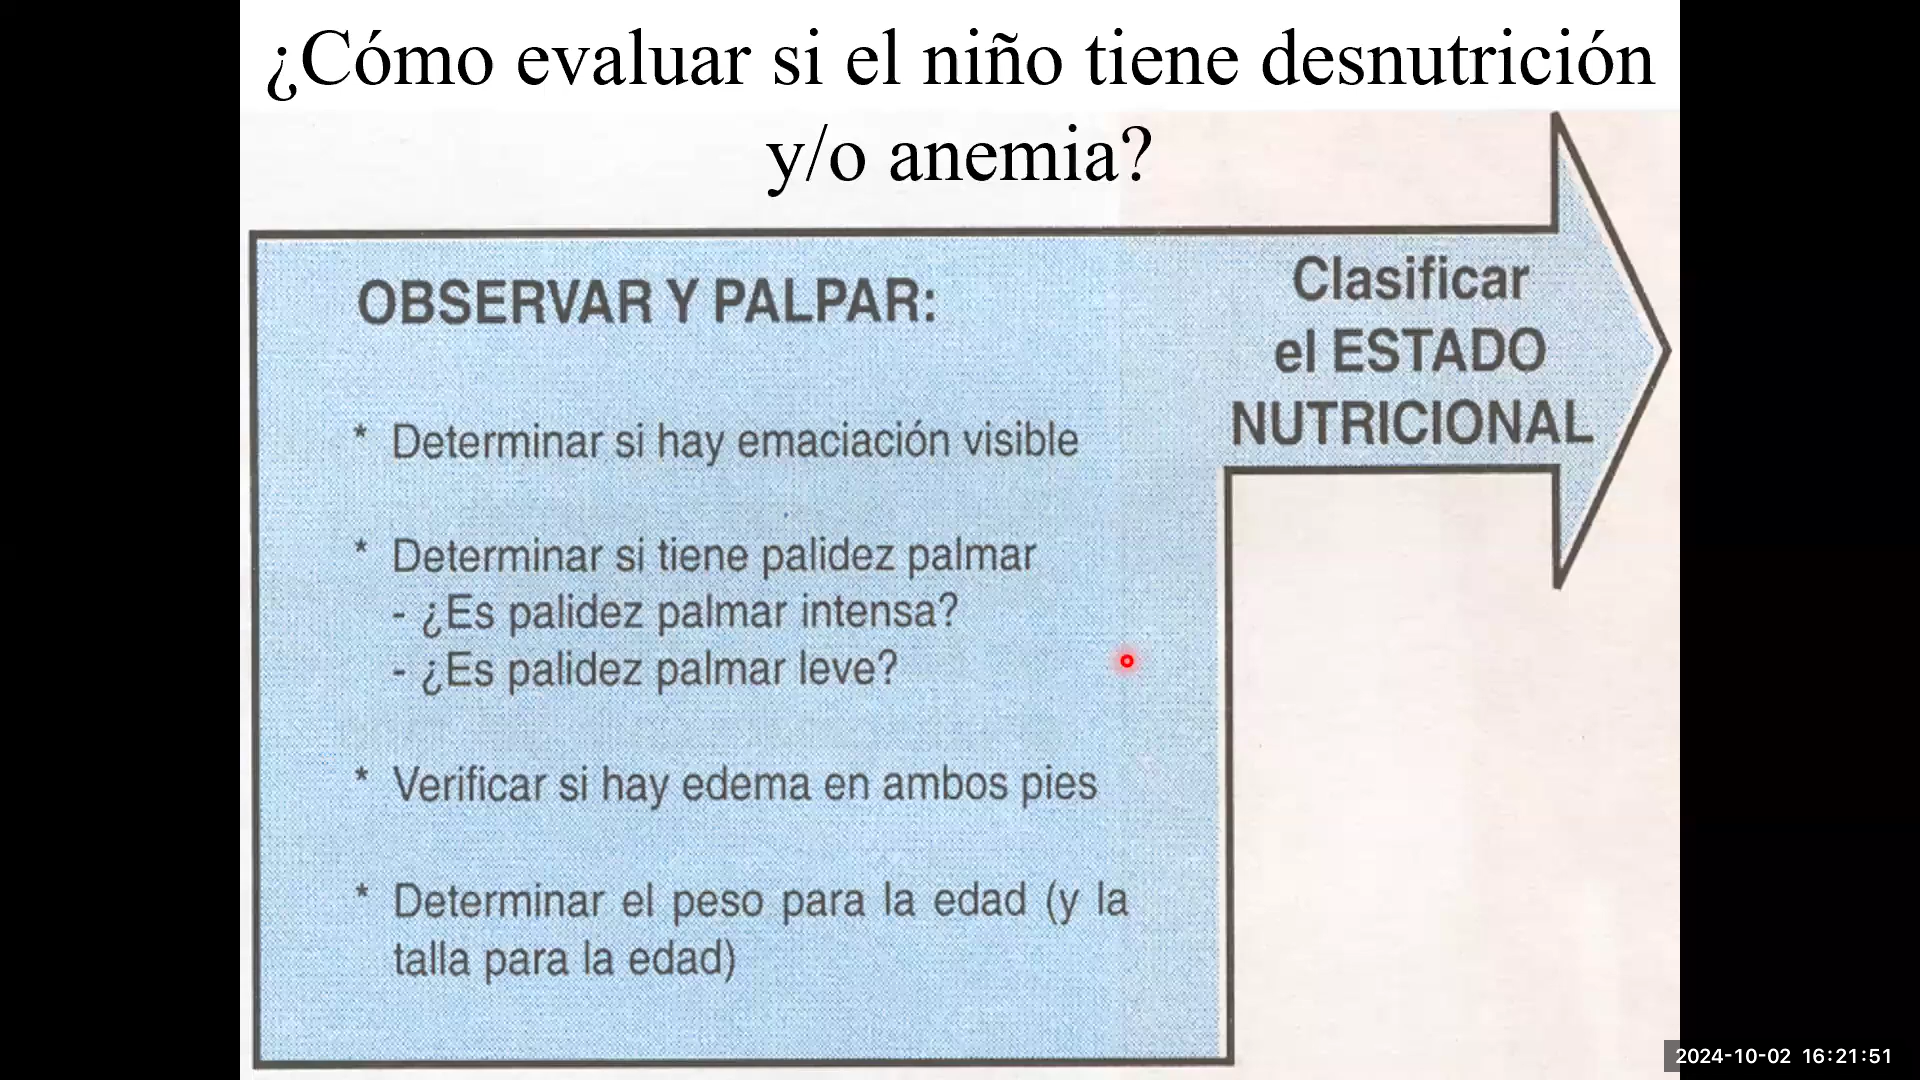 ¿Cómo evaluar si el niño tiene desnutrición
y/o anemia?
OBSERVAR Y PALPAR:
* Determinar si hay emaciación visible
* Determinar si tiene palidez palmar
- ¿Es palidez palmar intensa?
- ¿Es palidez palmar leve?
* Verificar si hay edema en ambos pies
* Determinar el peso para la edad (y la
talla para la edad)
Clasificar
el ESTADO
NUTRICIONAL
2024-10-02 16:21:51